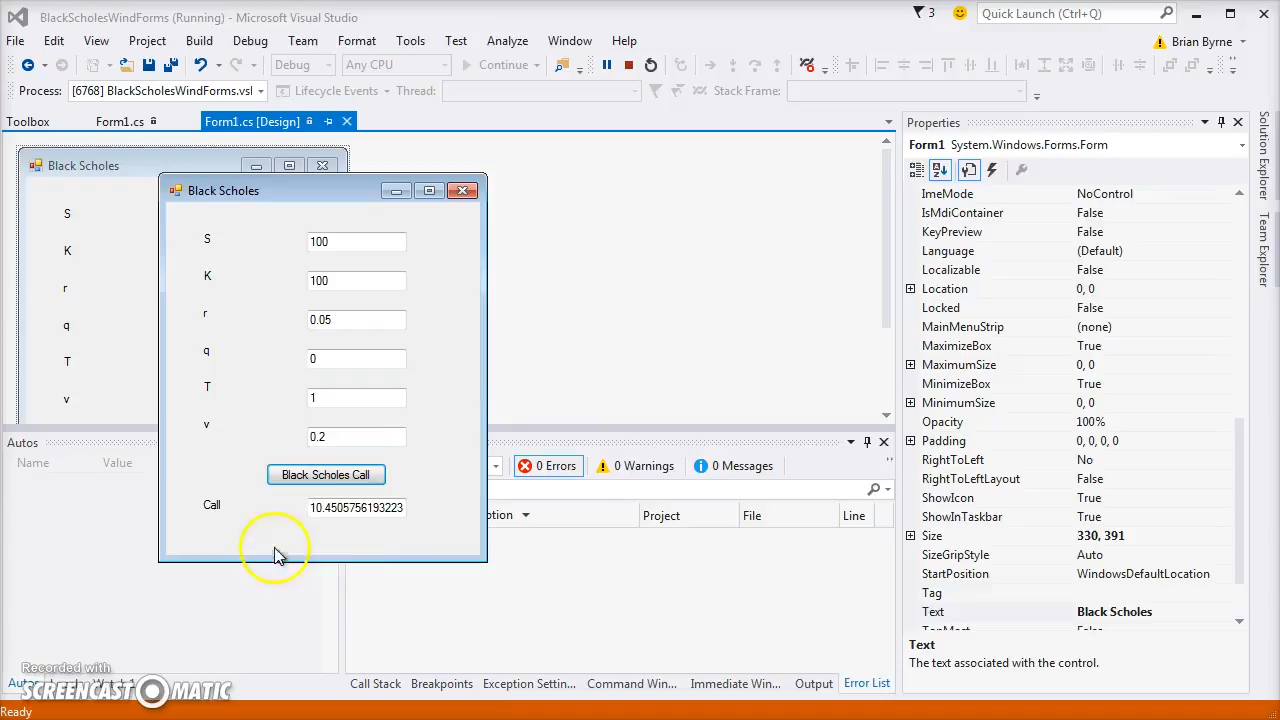 BlackScholesWindForms (Running) - Microsoft Visual Studio
3
Quick Launch (Ctrl+Q)
File Edit View Project Build Debug Team Format Tools Test Analyze Window Help
Brian Byrne
Debug Any CPU Continue
Process: [6768] BlackScholesWindForms.vsl Lifecycle Events Thread: Stack Frame:
Toolbox Form1.cs Form1.cs [Design]
Black Scholes
S
K
r
q
T
v
Black Scholes
S 100
K 100
r 0.05
q 0
T 1
v 0.2
Black Scholes Call
Call 10.4505756193223
Autos
Name Value
0 Errors 0 Warnings 0 Messages
Project File Line
Call Stack Breakpoints Exception Settin... Command Win... Immediate Win... Output Error List
Properties
Form1 System.Windows.Forms.Form
ImeMode NoControl
IsMdiContainer False
KeyPreview False
Language (Default)
Localizable False
Location 0, 0
Locked False
MainMenuStrip (none)
MaximizeBox True
MaximumSize 0, 0
MinimizeBox True
MinimumSize 0, 0
Opacity 100%
Padding 0, 0, 0, 0
RightToLeft No
RightToLeftLayout False
ShowIcon True
ShowInTaskbar True
Size 330, 391
SizeGripStyle Auto
StartPosition WindowsDefaultLocation
Tag
Text Black Scholes
Text
The text associated with the control.
Solution Explorer
Team Explorer
Recorded with
SCREENCAST MATIC
Ready